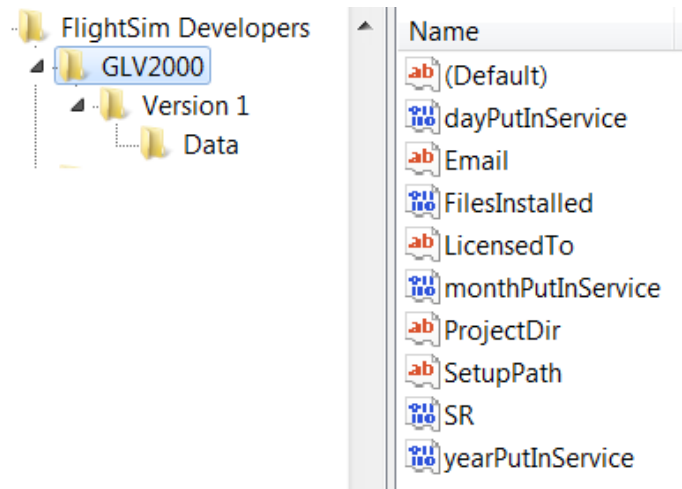 FlightSim Developers
GLV2000
Version 1
Data
Name
(Default)
dayPutInService
Email
FilesInstalled
LicensedTo
monthPutInService
ProjectDir
SetupPath
SR
yearPutInService